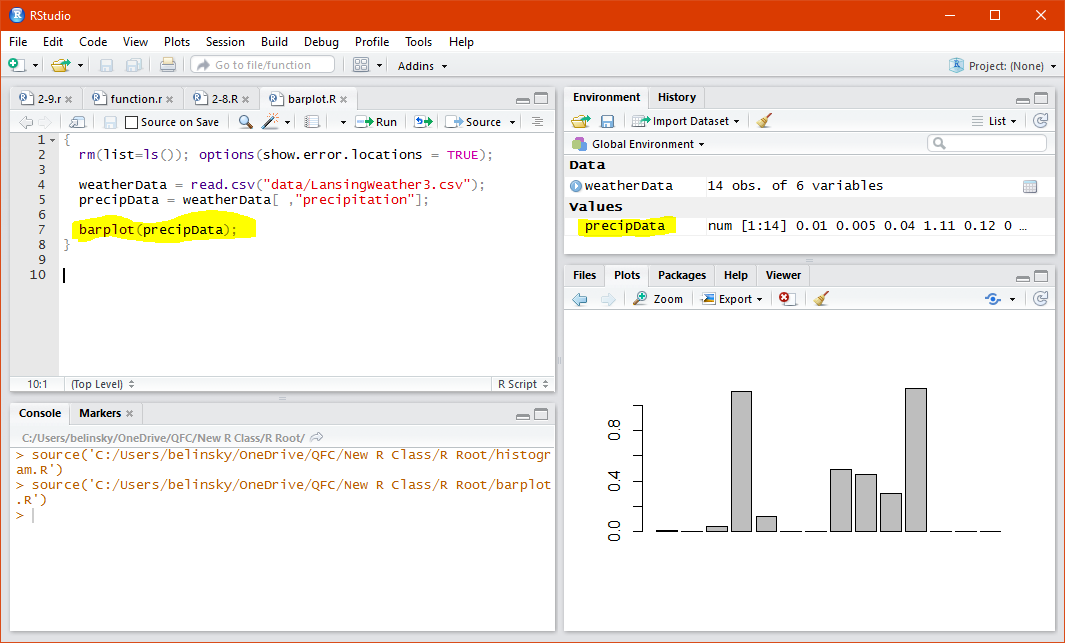 RStudio
File Edit Code View Plots Session Build Debug Profile Tools Help
Go to file/function Addins Project: (None)
2-9.r function.r 2-8.R barplot.R
Source on Save Run Source
1 {
2 rm(list=ls()); options(show.error.locations = TRUE);
3
4 weatherData = read.csv("data/LansingWeather3.csv");
5 precipData = weatherData[ ,"precipitation"];
6
7 barplot(precipData);
8 }
9
10
10:1 (Top Level) R Script
Console Markers
C:/Users/belinsky/OneDrive/QFC/New R Class/R Root/
> source('C:/Users/belinsky/OneDrive/QFC/New R Class/R Root/histogr
am.R')
> source('C:/Users/belinsky/OneDrive/QFC/New R Class/R Root/barplot
.R')
>
Environment History
Import Dataset List
Global Environment
Data
weatherData 14 obs. of 6 variables
Values
precipData num [1:14] 0.01 0.005 0.04 1.11 0.12 0 …
Files Plots Packages Help Viewer
Zoom Export
0.8
0.4
0.0